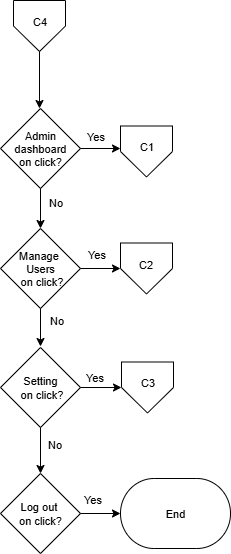 C4
Admin
dashboard
on click?
Yes
C1
No
Manage
Users
on click?
Yes
C2
No
Setting
on click?
Yes
C3
No
Log out
on click?
Yes
End